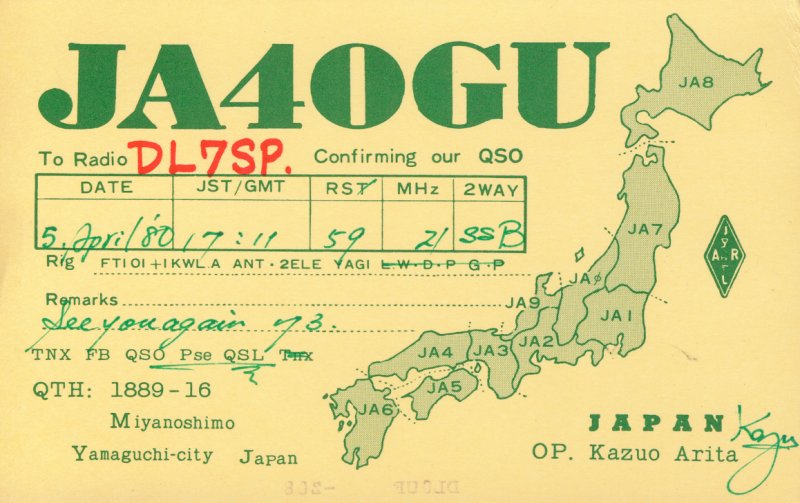 JA4OGU
To Radio DL7SP. Confirming our QSO
DATE JST/GMT RST MHz 2WAY
5. April '80 17:11 59 21 SSB
Rig FT101+1KWL.A ANT·2ELE YAGI L·W·D·P G·P
Remarks
See you again 73.
TNX FB QSO Pse QSL Tnx
QTH: 1889-16
Miyanoshimo
Yamaguchi-city Japan
JA8
JA7
JAØ
JA9
JA1
JA2
JA3
JA4
JA5
JA6
JARL
JAPAN Kazu
OP. Kazuo Arita